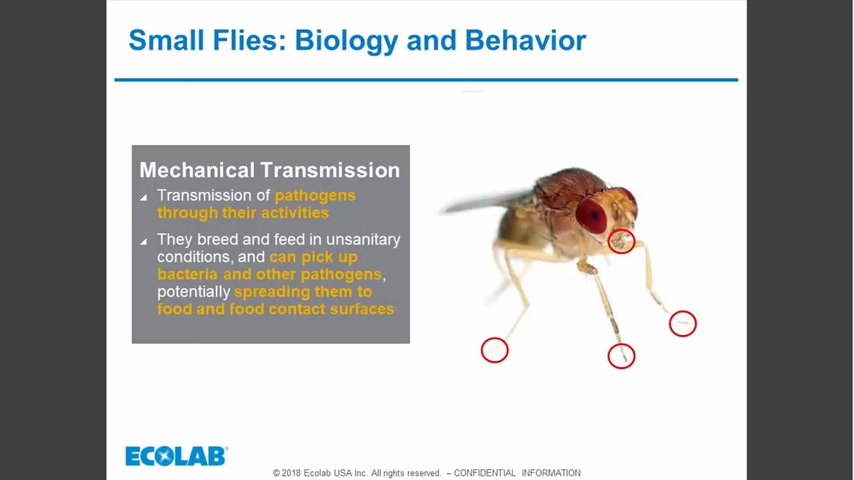 Small Flies: Biology and Behavior
Mechanical Transmission
Transmission of pathogens
through their activities
They breed and feed in unsanitary
conditions, and can pick up
bacteria and other pathogens,
potentially spreading them to
food and food contact surfaces
ECOLAB®
© 2018 Ecolab USA Inc. All rights reserved. – CONFIDENTIAL INFORMATION